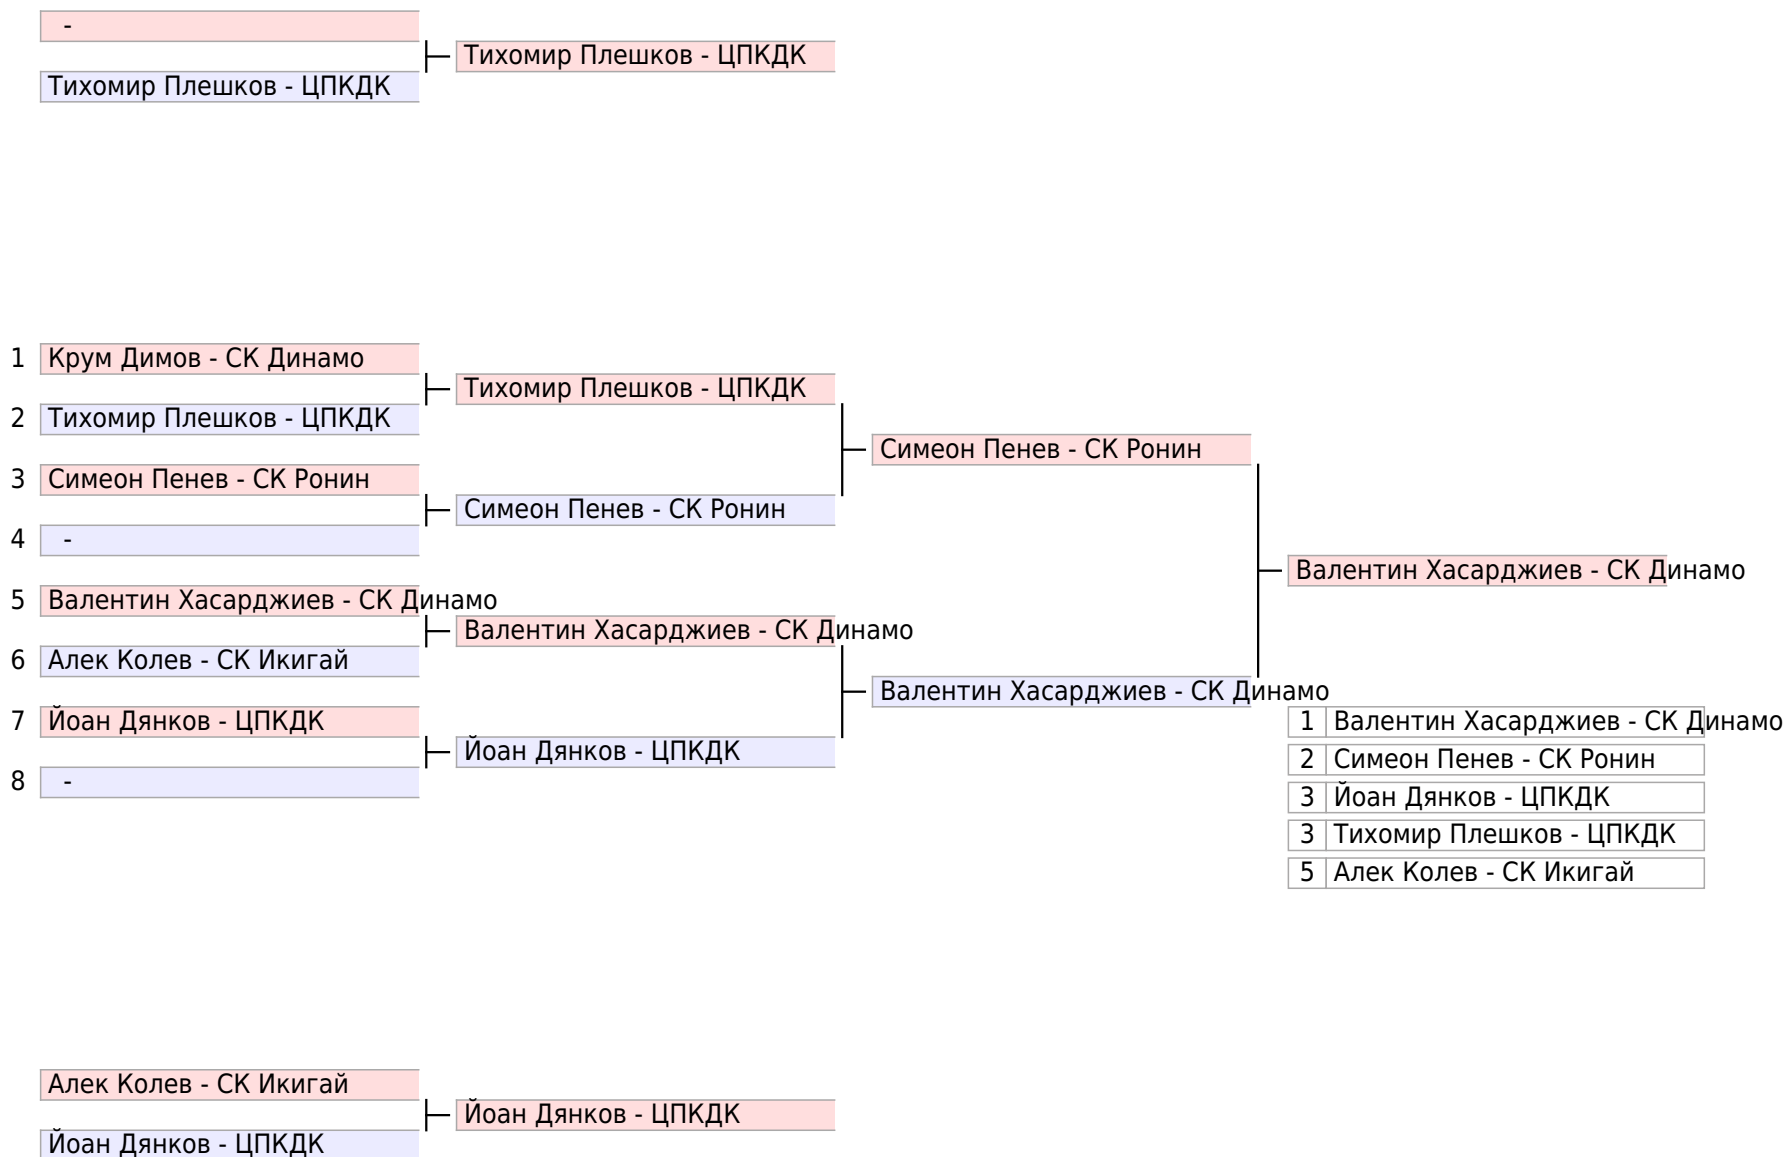 -
Тихомир Плешков - ЦПКДК
Тихомир Плешков - ЦПКДК
1 Крум Димов - СК Динамо
Тихомир Плешков - ЦПКДК
2 Тихомир Плешков - ЦПКДК
Симеон Пенев - СК Ронин
3 Симеон Пенев - СК Ронин
Симеон Пенев - СК Ронин
4 -
Валентин Хасарджиев - СК Динамо
5 Валентин Хасарджиев - СК Динамо
Валентин Хасарджиев - СК Динамо
6 Алек Колев - СК Икигай
Валентин Хасарджиев - СК Динамо
7 Йоан Дянков - ЦПКДК
Йоан Дянков - ЦПКДК
8 -
1 Валентин Хасарджиев - СК Динамо
2 Симеон Пенев - СК Ронин
3 Йоан Дянков - ЦПКДК
3 Тихомир Плешков - ЦПКДК
5 Алек Колев - СК Икигай
Алек Колев - СК Икигай
Йоан Дянков - ЦПКДК
Йоан Дянков - ЦПКДК